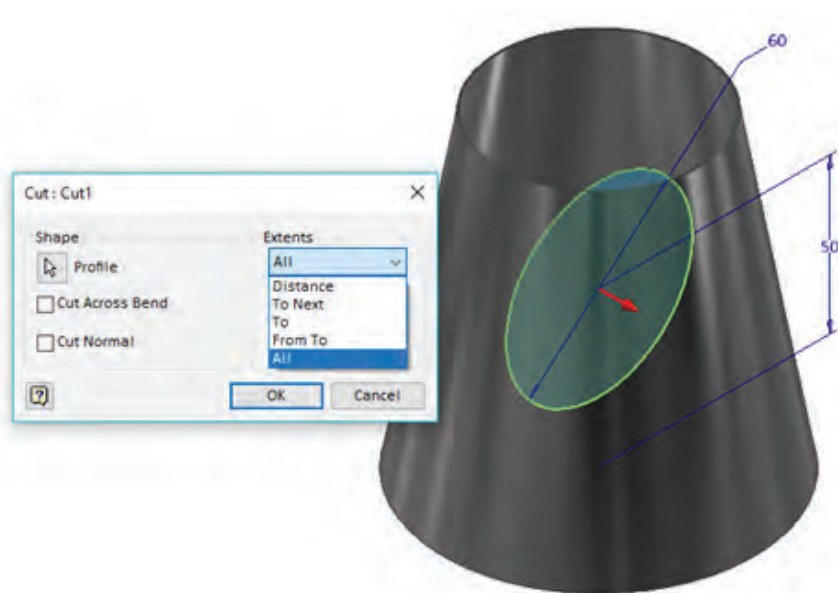 Cut : Cut1
Shape
Profile
Cut Across Bend
Cut Normal
Extents
All
Distance
To Next
To
From To
All
?
OK
Cancel
60
50